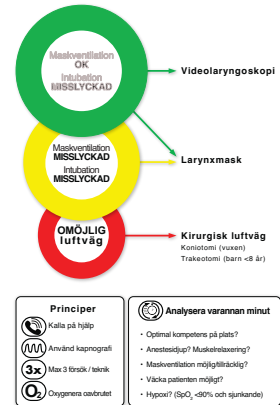 Maskventilation
OK
Intubation
MISSLYCKAD
Videolaryngoskopi
Maskventilation
MISSLYCKAD
Intubation
MISSLYCKAD
Larynxmask
OMÖJLIG
luftväg
Kirurgisk luftväg
Koniotomi (vuxen)
Trakeotomi (barn <8 år)
Principer
Kalla på hjälp
Använd kapnografi
3x Max 3 försök / teknik
O2 Oxygenera oavbrutet
Analysera varannan minut
• Optimal kompetens på plats?
• Anestesidjup? Muskelrelaxering?
• Maskventilation möjlig/tillräcklig?
• Väcka patienten möjligt?
• Hypoxi? (SpO2 <90% och sjunkande)